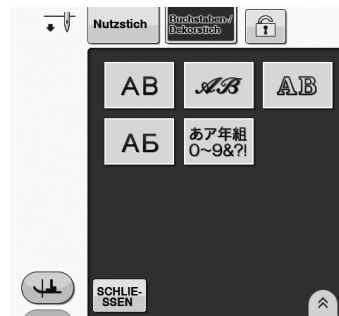 Nutzstich
Buchstaben/
Dekorstich
AB
AB
AB
АБ
あア年組
0~9&?!
SCHLIE-
SSEN